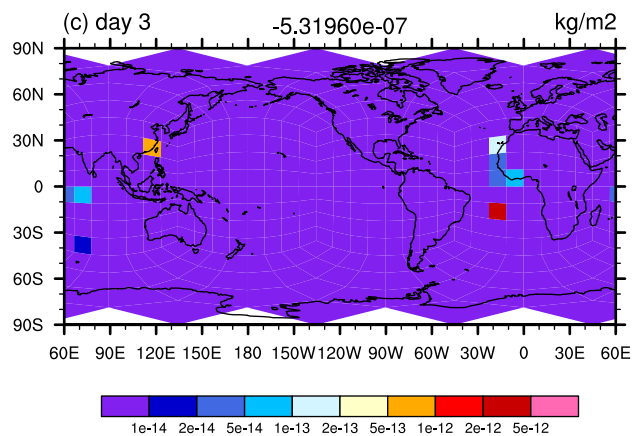 (c) day 3 -5.31960e-07 kg/m2
90N
60N
30N
0
30S
60S
90S
60E 90E 120E 150E 180 150W 120W 90W 60W 30W 0 30E 60E
1e-14 2e-14 5e-14 1e-13 2e-13 5e-13 1e-12 2e-12 5e-12